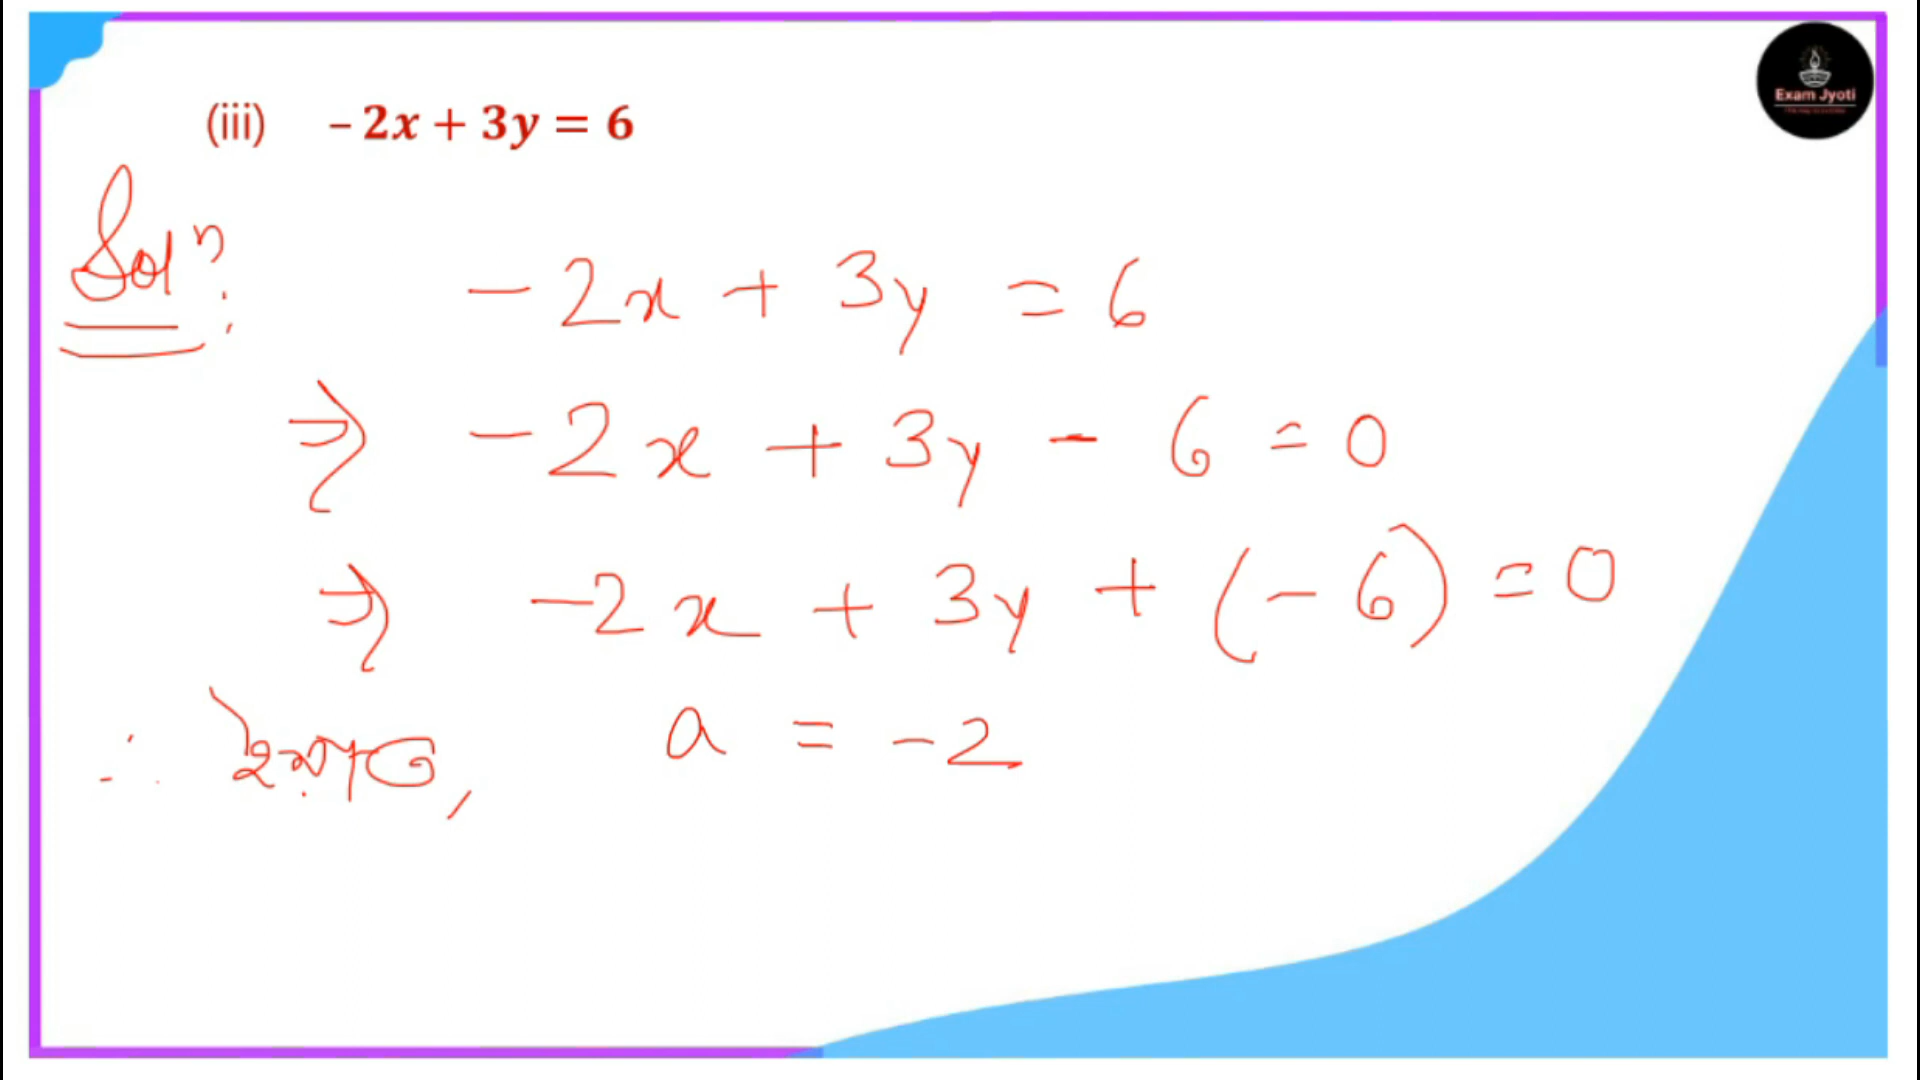 (iii) – 2x + 3y = 6
Exam Jyoti
Solⁿ:
-2x + 3y = 6
⇒ -2x + 3y - 6 = 0
⇒ -2x + 3y + (-6) = 0
∴ ইয়াত, a = -2